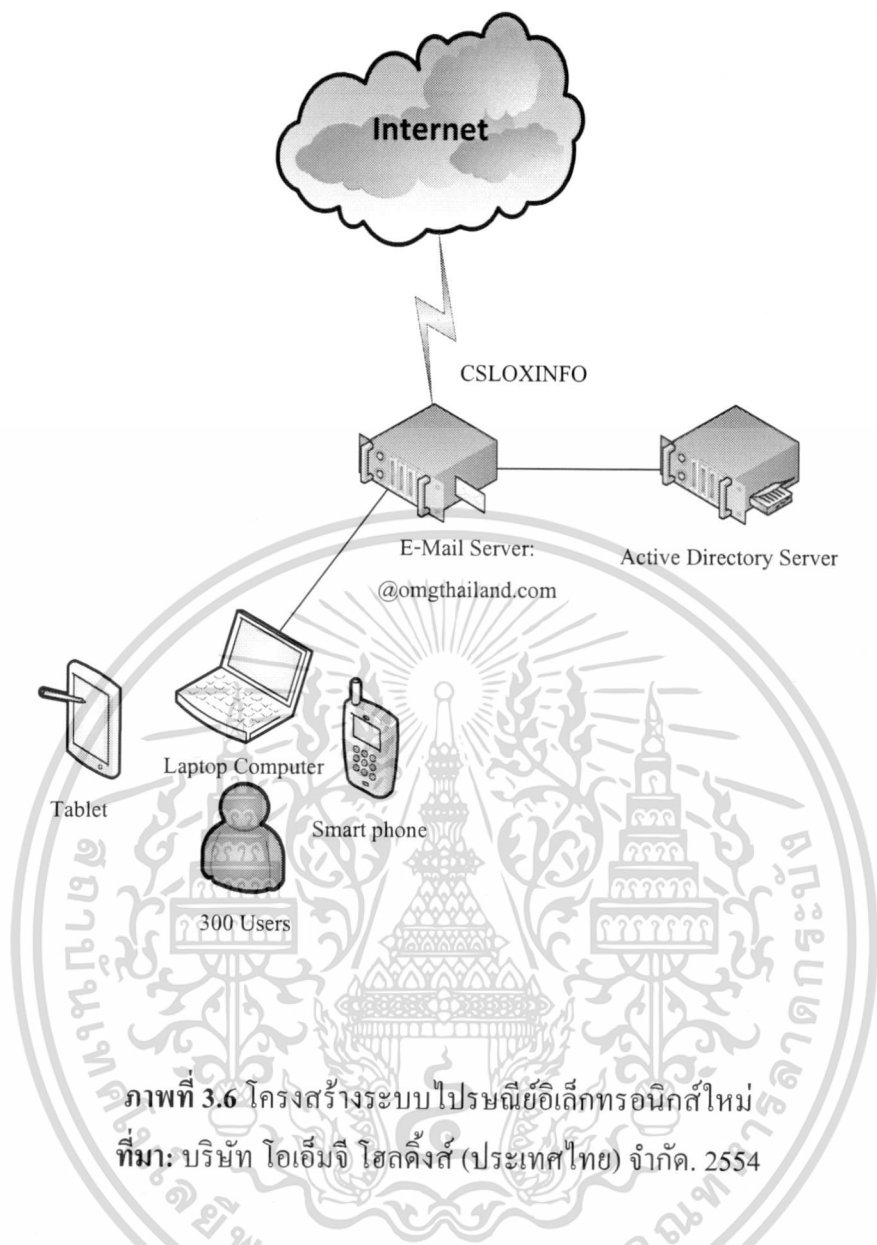 Internet
CSLOXINFO
E-Mail Server:
@omgthailand.com
Active Directory Server
Laptop Computer
Tablet
Smart phone
300 Users
ภาพที่ 3.6 โครงสร้างระบบไปรษณีย์อิเล็กทรอนิกส์ใหม่
ที่มา: บริษัท โอเอ็มจี โฮลดิ้งส์ (ประเทศไทย) จำกัด. 2554